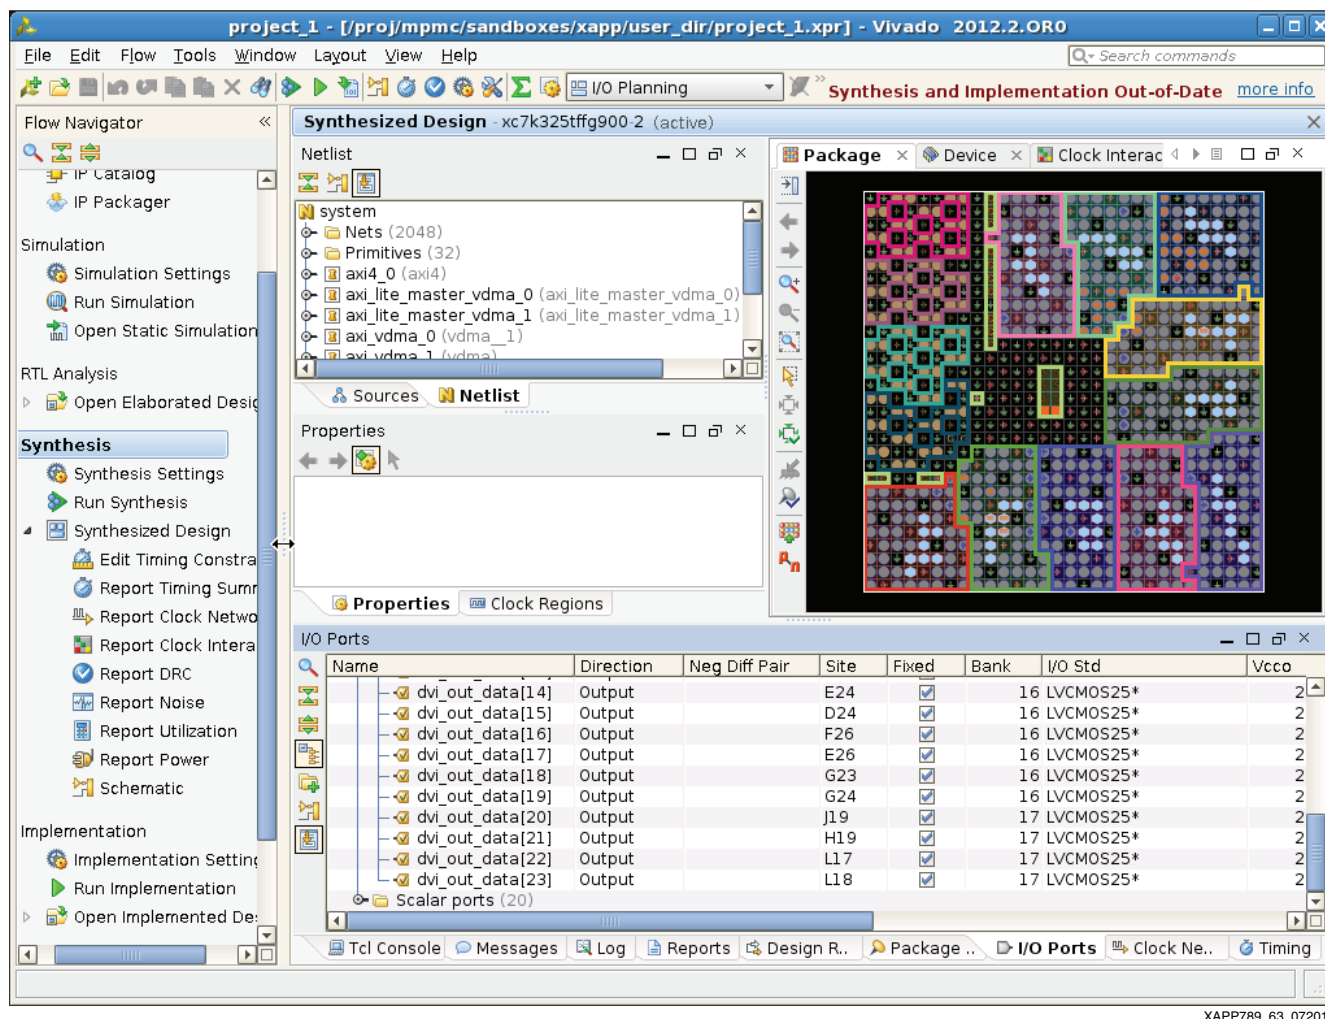 project_1 - [/proj/mpmc/sandboxes/xapp/user_dir/project_1.xpr] - Vivado 2012.2.OR0
File Edit Flow Tools Window Layout View Help
Search commands
I/O Planning
Synthesis and Implementation Out-of-Date more info
Flow Navigator
Synthesized Design - xc7k325tffg900-2 (active)
IP Catalog
IP Packager
Simulation
Simulation Settings
Run Simulation
Open Static Simulation
RTL Analysis
Open Elaborated Desig
Synthesis
Synthesis Settings
Run Synthesis
Synthesized Design
Edit Timing Constra
Report Timing Summ
Report Clock Netwo
Report Clock Intera
Report DRC
Report Noise
Report Utilization
Report Power
Schematic
Implementation
Implementation Setting
Run Implementation
Open Implemented De
Netlist
system
Nets (2048)
Primitives (32)
axi4_0 (axi4)
axi_lite_master_vdma_0 (axi_lite_master_vdma_0)
axi_lite_master_vdma_1 (axi_lite_master_vdma_1)
axi_vdma_0 (vdma__1)
axi_vdma_1 (vdma)
Sources Netlist
Properties
Properties Clock Regions
Package Device Clock Interac
I/O Ports
Name Direction Neg Diff Pair Site Fixed Bank I/O Std Vcco
dvi_out_data[14] Output E24 16 LVCMOS25* 2
dvi_out_data[15] Output D24 16 LVCMOS25* 2
dvi_out_data[16] Output F26 16 LVCMOS25* 2
dvi_out_data[17] Output E26 16 LVCMOS25* 2
dvi_out_data[18] Output G23 16 LVCMOS25* 2
dvi_out_data[19] Output G24 16 LVCMOS25* 2
dvi_out_data[20] Output J19 17 LVCMOS25* 2
dvi_out_data[21] Output H19 17 LVCMOS25* 2
dvi_out_data[22] Output L17 17 LVCMOS25* 2
dvi_out_data[23] Output L18 17 LVCMOS25* 2
Scalar ports (20)
Tcl Console Messages Log Reports Design R.. Package .. I/O Ports Clock Ne.. Timing
XAPP789_63_07201